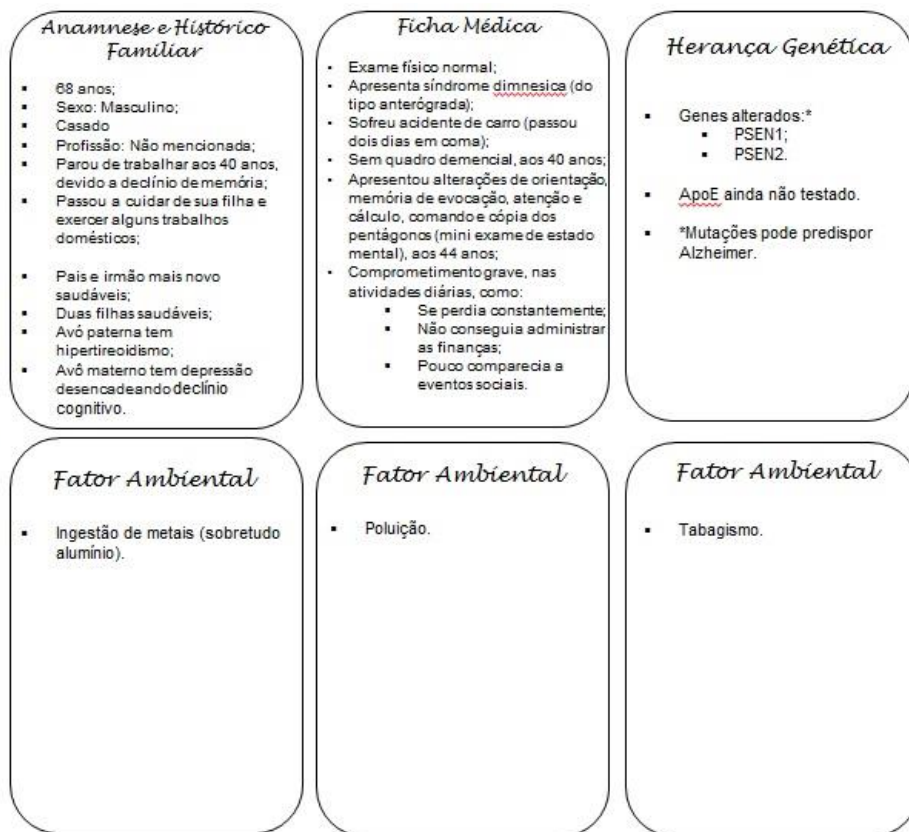 Anamnese e Histórico
Familiar
▪ 68 anos;
▪ Sexo: Masculino;
▪ Casado
▪ Profissão: Não mencionada;
▪ Parou de trabalhar aos 40 anos,
devido a declínio de memória;
▪ Passou a cuidar de sua filha e
exercer alguns trabalhos
domésticos;
▪ Pais e irmão mais novo
saudáveis;
▪ Duas filhas saudáveis;
▪ Avó paterna tem
hipertireoidismo;
▪ Avô materno tem depressão
desencadeando declínio
cognitivo.
Ficha Médica
• Exame físico normal;
• Apresenta síndrome dimnesica (do
tipo anterógrada);
• Sofreu acidente de carro (passou
dois dias em coma);
• Sem quadro demencial, aos 40 anos;
• Apresentou alterações de orientação,
memória de evocação, atenção e
cálculo, comando e cópia dos
pentágonos (mini exame de estado
mental), aos 44 anos;
• Comprometimento grave, nas
atividades diárias, como:
▪ Se perdia constantemente;
▪ Não conseguia administrar
as finanças;
▪ Pouco comparecia a
eventos sociais.
Herança Genética
▪ Genes alterados:*
▪ PSEN1;
▪ PSEN2.
▪ ApoE ainda não testado.
▪ *Mutações pode predispor
Alzheimer.
Fator Ambiental
▪ Ingestão de metais (sobretudo
alumínio).
Fator Ambiental
▪ Poluição.
Fator Ambiental
▪ Tabagismo.